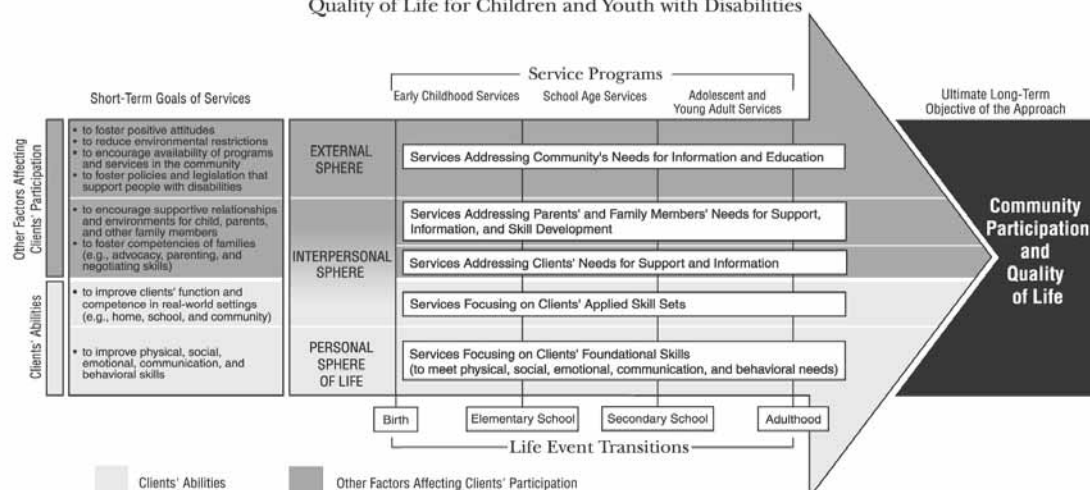 Quality of Life for Children and Youth with Disabilities
Service Programs
Short-Term Goals of Services
Early Childhood Services
School Age Services
Adolescent and
Young Adult Services
Ultimate Long-Term
Objective of the Approach
Other Factors Affecting
Clients' Participation
• to foster positive attitudes
• to reduce environmental restrictions
• to encourage availability of programs
and services in the community
• to foster policies and legislation that
support people with disabilities
EXTERNAL
SPHERE
Services Addressing Community's Needs for Information and Education
• to encourage supportive relationships
and environments for child, parents,
and other family members
• to foster competencies of families
(e.g., advocacy, parenting, and
negotiating skills)
INTERPERSONAL
SPHERE
Services Addressing Parents' and Family Members' Needs for Support,
Information, and Skill Development
Services Addressing Clients' Needs for Support and Information
Clients' Abilities
• to improve clients' function and
competence in real-world settings
(e.g., home, school, and community)
Services Focusing on Clients' Applied Skill Sets
• to improve physical, social,
emotional, communication, and
behavioral skills
PERSONAL
SPHERE
OF LIFE
Services Focusing on Clients' Foundational Skills
(to meet physical, social, emotional, communication, and behavioral needs)
Community
Participation
and
Quality
of Life
Birth
Elementary School
Secondary School
Adulthood
Life Event Transitions
Clients' Abilities
Other Factors Affecting Clients' Participation